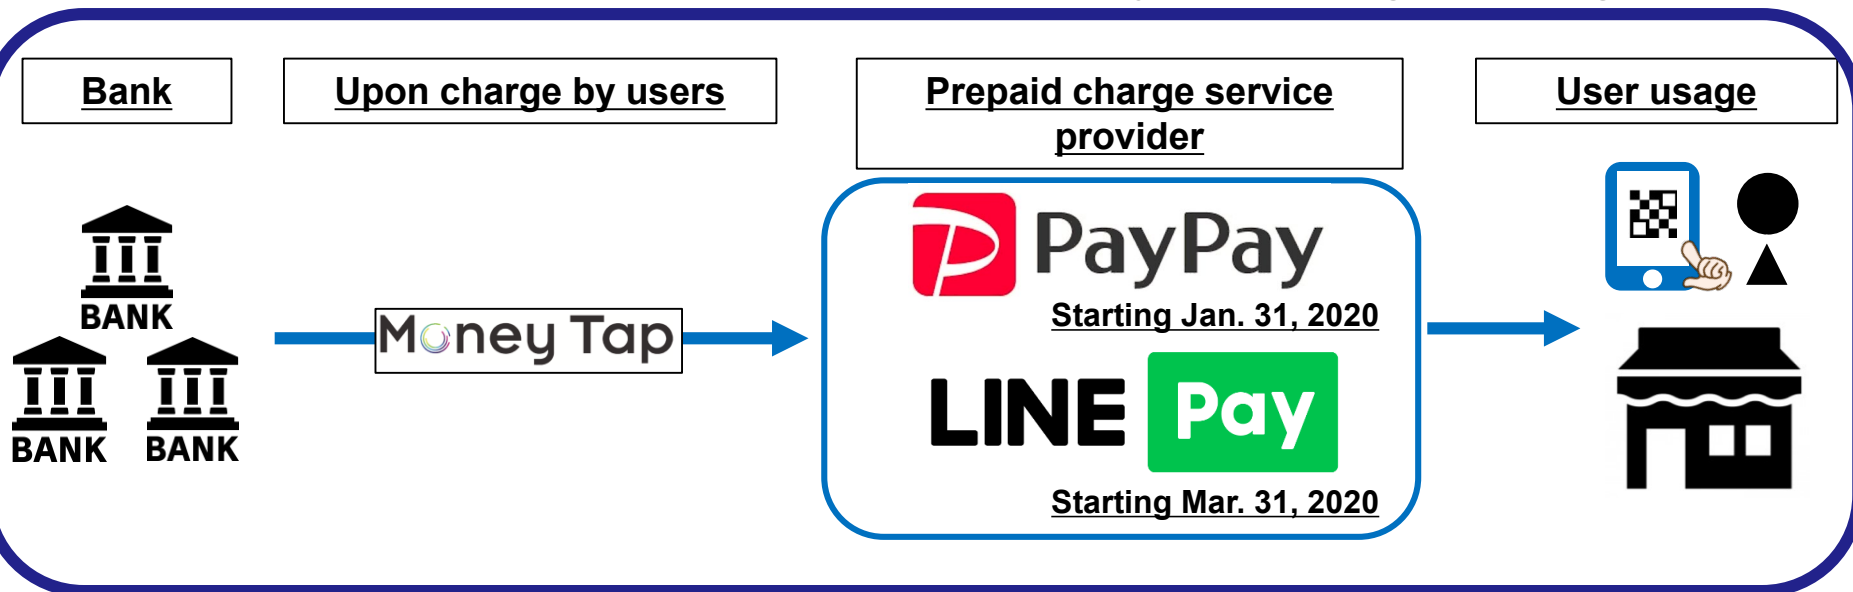 Bank
Upon charge by users
Prepaid charge service
provider
User usage
BANK
BANK
BANK
Money Tap
PayPay
Starting Jan. 31, 2020
LINE Pay
Starting Mar. 31, 2020